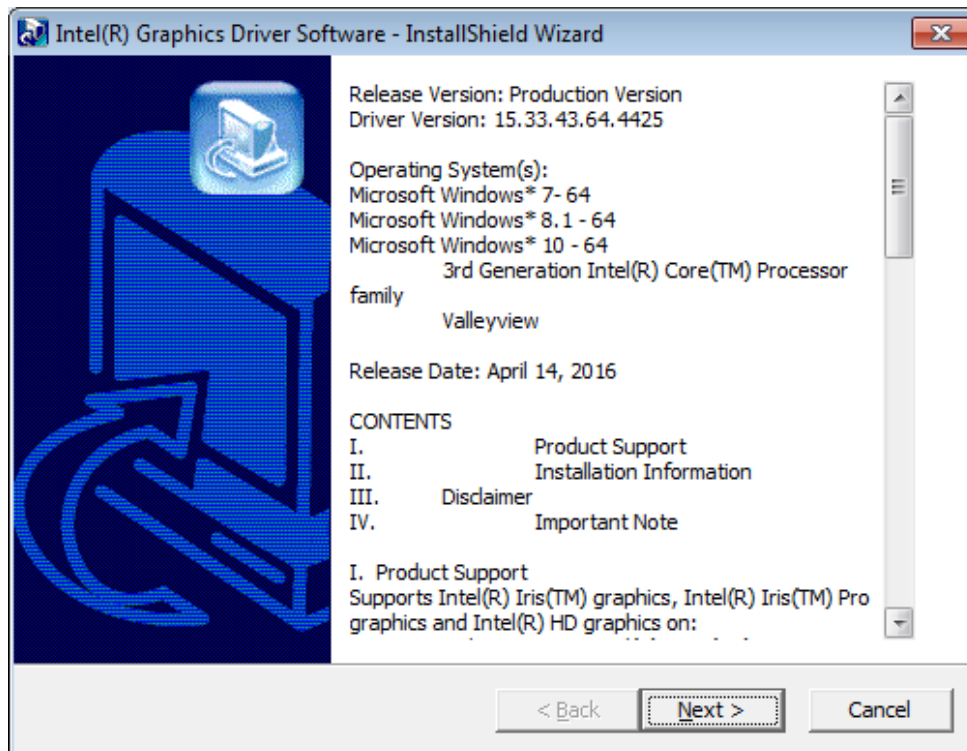 Intel(R) Graphics Driver Software - InstallShield Wizard
Release Version: Production Version
Driver Version: 15.33.43.64.4425
Operating System(s):
Microsoft Windows* 7- 64
Microsoft Windows* 8.1 - 64
Microsoft Windows* 10 - 64
3rd Generation Intel(R) Core(TM) Processor
family
Valleyview
Release Date: April 14, 2016
CONTENTS
I. Product Support
II. Installation Information
III. Disclaimer
IV. Important Note
I. Product Support
Supports Intel(R) Iris(TM) graphics, Intel(R) Iris(TM) Pro
graphics and Intel(R) HD graphics on:
< Back Next > Cancel